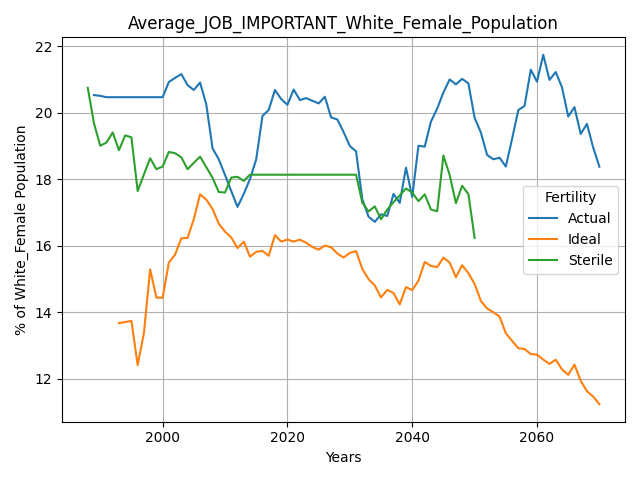 Average_JOB_IMPORTANT_White_Female_Population
% of White_Female Population
22
20
18
16
14
12
Fertility
Actual
Ideal
Sterile
2000
2020
2040
2060
Years